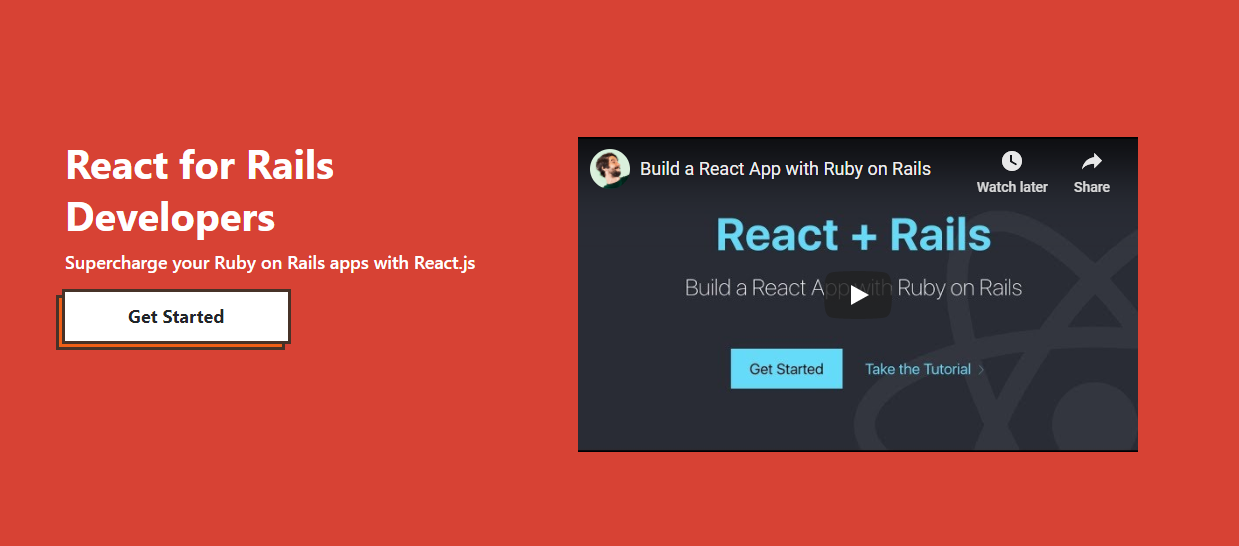 React for Rails
Developers
Supercharge your Ruby on Rails apps with React.js
Get Started
Build a React App with Ruby on Rails
Watch later
Share
React + Rails
Build a React App with Ruby on Rails
Get Started
Take the Tutorial